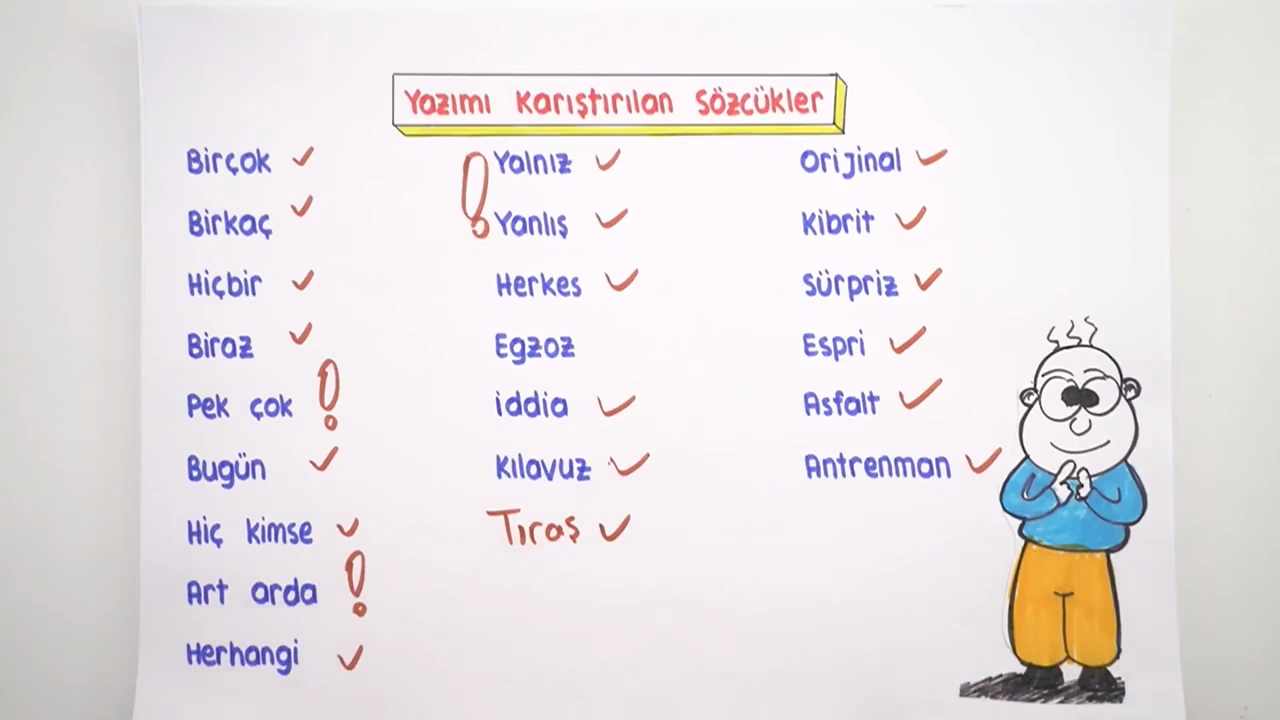 Yazımı Karıştırılan Sözcükler
Birçok
Birkaç
Hiçbir
Biraz
Pek çok
Bugün
Hiç kimse
Art arda
Herhangi
Yalnız
Yanlış
Herkes
Egzoz
İddia
Kılavuz
Tıraş
Orijinal
Kibrit
Sürpriz
Espri
Asfalt
Antrenman